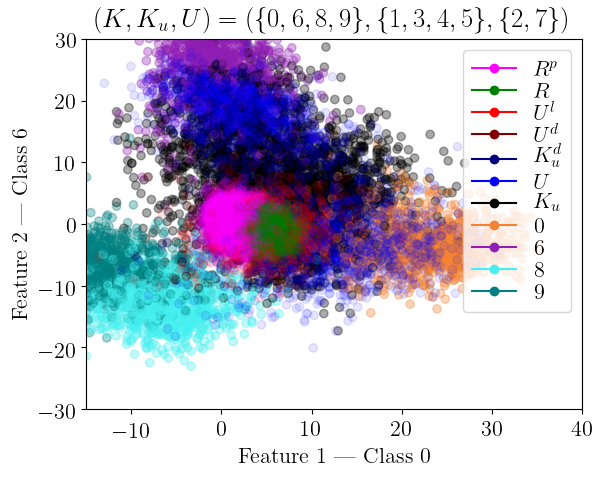 (K, K_u, U) = ({0, 6, 8, 9}, {1, 3, 4, 5}, {2, 7})
30
20
10
0
−10
−20
−30
−10
0
10
20
30
40
Feature 2 — Class 6
Feature 1 — Class 0
R^p
R
U^l
U^d
K_u^d
U
K_u
0
6
8
9